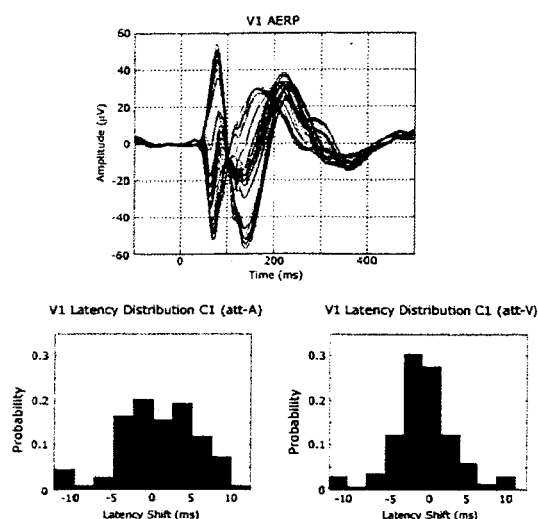 V1 AERP
60
40
20
0
-20
-40
-60
Amplitude (μV)
0 200 400
Time (ms)
V1 Latency Distribution C1 (att-A)
V1 Latency Distribution C1 (att-V)
0.3
0.2
0.1
0
Probability
-10 -5 0 5 10
Latency Shift (ms)
0.3
0.2
0.1
0
Probability
-10 -5 0 5 10
Latency Shift (ms)